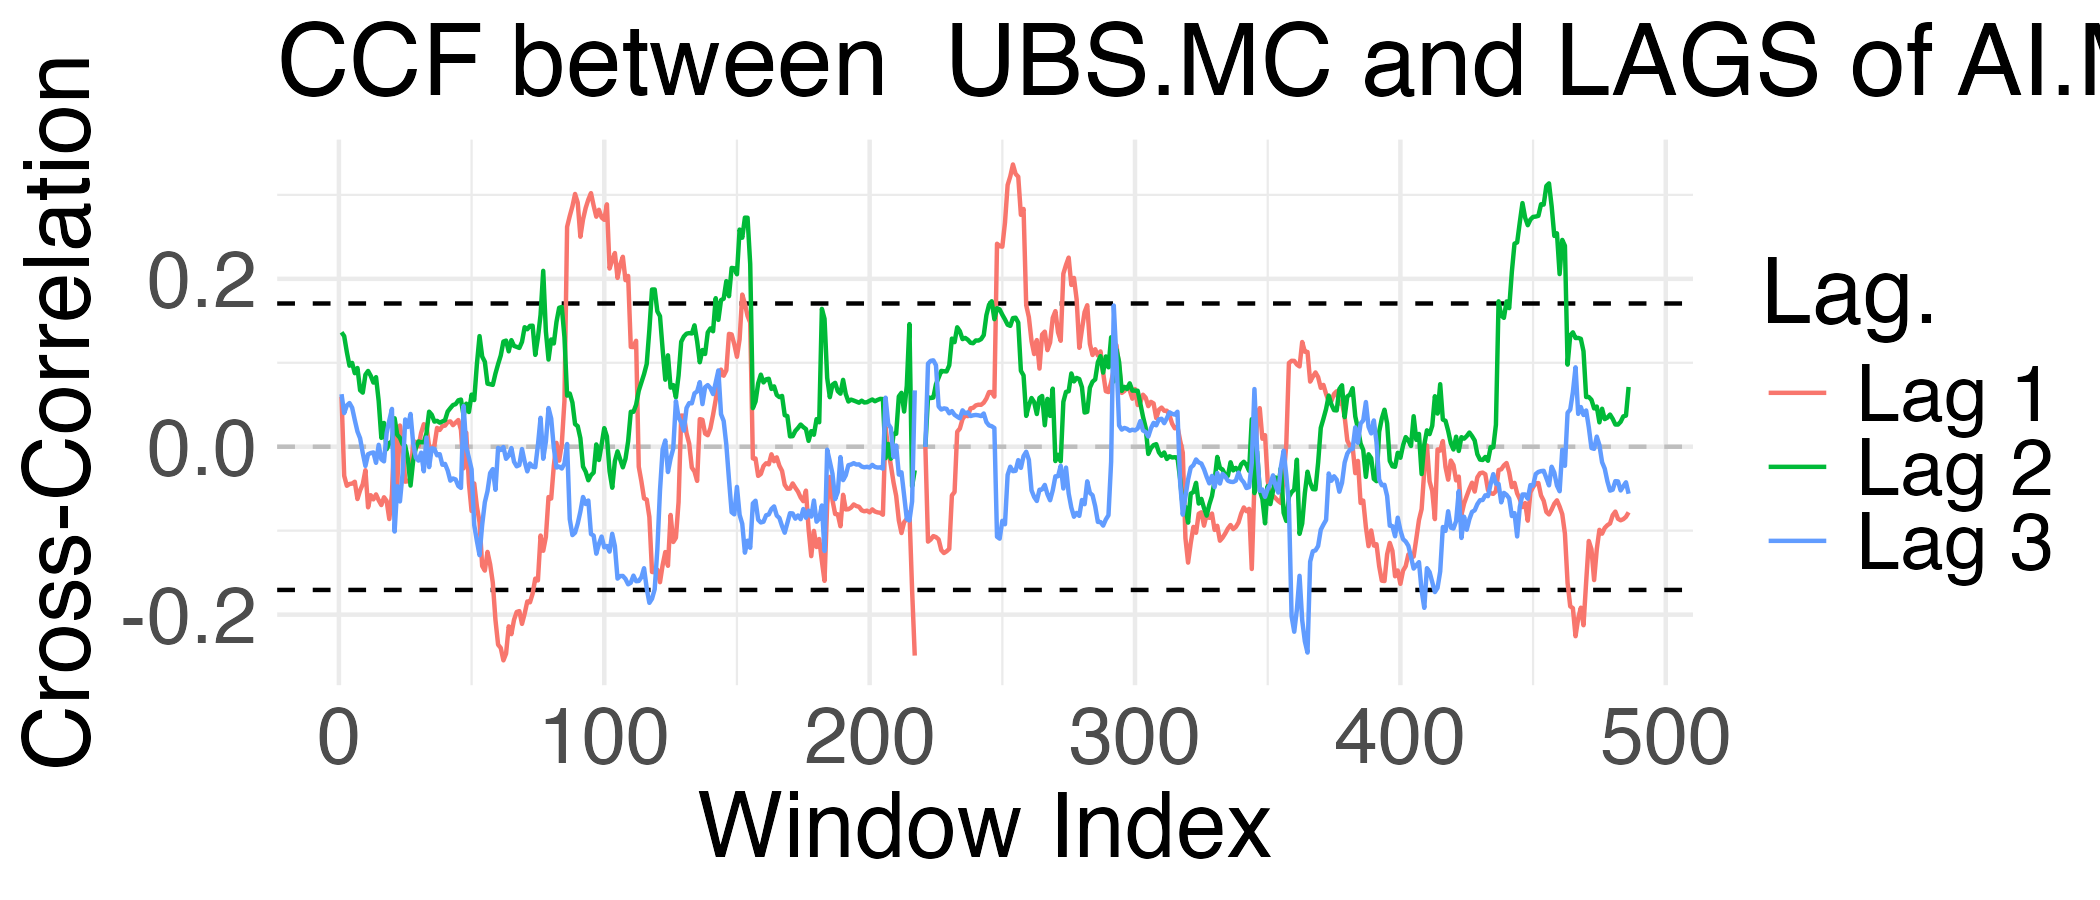 CCF between  UBS.MC and LAGS of AI.
Cross-Correlation
0.2
0.0
-0.2
0
100
200
300
400
500
Window Index
Lag.
Lag 1
Lag 2
Lag 3